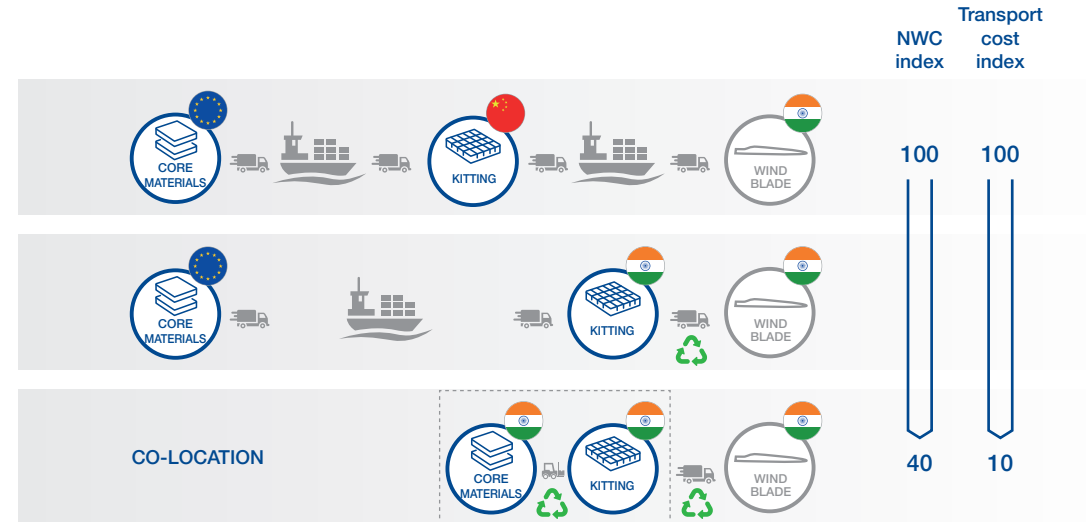 NWC
index
Transport
cost
index
CORE
MATERIALS
KITTING
WIND
BLADE
100
100
CORE
MATERIALS
KITTING
WIND
BLADE
CO-LOCATION
CORE
MATERIALS
KITTING
WIND
BLADE
40
10